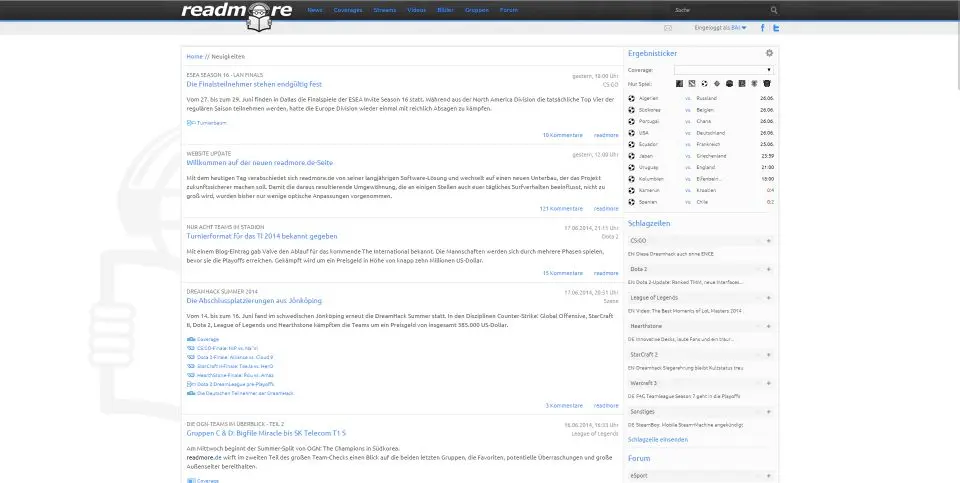 readmore
News Coverages Streams Videos Bilder Gruppen Forum
Suche
Eingeloggt als BAJ
Home // Neuigkeiten
ESEA SEASON 16 - LAN FINALS
gestern, 18:00 Uhr
Die Finalsteilnehmer stehen endgültig fest
CS:GO
Vom 27. bis zum 29. Juni finden in Dallas die Finalspiele der ESEA Invite Season 16 statt. Während aus der North America Division die tatsächliche Top Vier der
regulären Saison teilnehmen werden, hatte die Europe Division wieder einmal mit reichlich Absagen zu kämpfen.
Turnierbaum
10 Kommentare readmore
WEBSITE UPDATE
gestern, 12:00 Uhr
Willkommen auf der neuen readmore.de-Seite
Mit dem heutigen Tag verabschiedet sich readmore.de von seiner langjährigen Software-Lösung und wechselt auf einen neuen Unterbau, der das Projekt
zukunftssicherer machen soll. Damit die daraus resultierende Umgewöhnung, die an einigen Stellen auch euer tägliches Surfverhalten beeinflusst, nicht zu
groß wird, wurden bisher nur wenige optische Anpassungen vorgenommen.
121 Kommentare readmore
NUR ACHT TEAMS IM STADION
17.06.2014, 21:15 Uhr
Turnierformat für das TI 2014 bekannt gegeben
Dota 2
Mit einem Blog-Eintrag gab Valve den Ablauf für das kommende The International bekannt. Die Mannschaften werden sich durch mehrere Phasen spielen,
bevor sie die Playoffs erreichen. Gekämpft wird um ein Preisgeld in Höhe von knapp zehn Millionen US-Dollar.
15 Kommentare readmore
DREAMHACK SUMMER 2014
17.06.2014, 20:51 Uhr
Die Abschlussplatzierungen aus Jönköping
Szene
Vom 14. bis zum 16. Juni fand im schwedischen Jönköping erneut die DreamHack Summer statt. In den Disziplinen Counter-Strike: Global Offensive, StarCraft
II, Dota 2, League of Legends und Hearthstone kämpften die Teams um ein Preisgeld von insgesamt 385.000 US-Dollar.
Coverage
CS:GO-Finale: NiP vs. Na`Vi
Dota 2-Finale: Alliance vs. Cloud 9
StarCraft II-Finale: TaeJa vs. HerO
HearthStone-Finale: RDU vs. Amaz
Dota 2 DreamLeague pre-Playoffs
Die Deutschen Teilnehmer der DreamHack
3 Kommentare readmore
DIE OGN-TEAMS IM ÜBERBLICK - TEIL 2
16.06.2014, 16:35 Uhr
Gruppen C & D: Bigfile Miracle bis SK Telecom T1 S
League of Legends
Am Mittwoch beginnt der Summer-Split von OGN: The Champions in Südkorea.
readmore.de wirft im zweiten Teil des großen Team-Checks einen Blick auf die beiden letzten Gruppen, die Favoriten, potentielle Überraschungen und große
Außenseiter bereithalten.
Coverage
Ergebnisticker
Coverage:
Nur Spiel:
Algerien vs. Russland 26.06.
Südkorea vs. Belgien 26.06.
Portugal vs. Ghana 26.06.
USA vs. Deutschland 26.06.
Ecuador vs. Frankreich 25.06.
Japan vs. Griechenland 23:59
Uruguay vs. England 21:00
Kolumbien vs. Elfenbein... 18:00
Kamerun vs. Kroatien 0:4
Spanien vs. Chile 0:2
Schlagzeilen
CS:GO
EN Diese Dreamhack auch ohne ENCE
Dota 2
EN Dota 2-Update: Ranked TMM, neue Interfaces...
League of Legends
EN Video: The Best Moments of LoL Masters 2014
Hearthstone
DE Innovative Decks, laute Fans und ein traur...
StarCraft 2
EN Dreamhack Siegerehrung bleibt Kultstatus treu
Warcraft 3
DE F4G Teamleague Season 7 geht in die Playoffs
Sonstiges
DE SteamBoy: Mobile Steam-Machine angekündigt
Schlagzeile einsenden
Forum
eSport